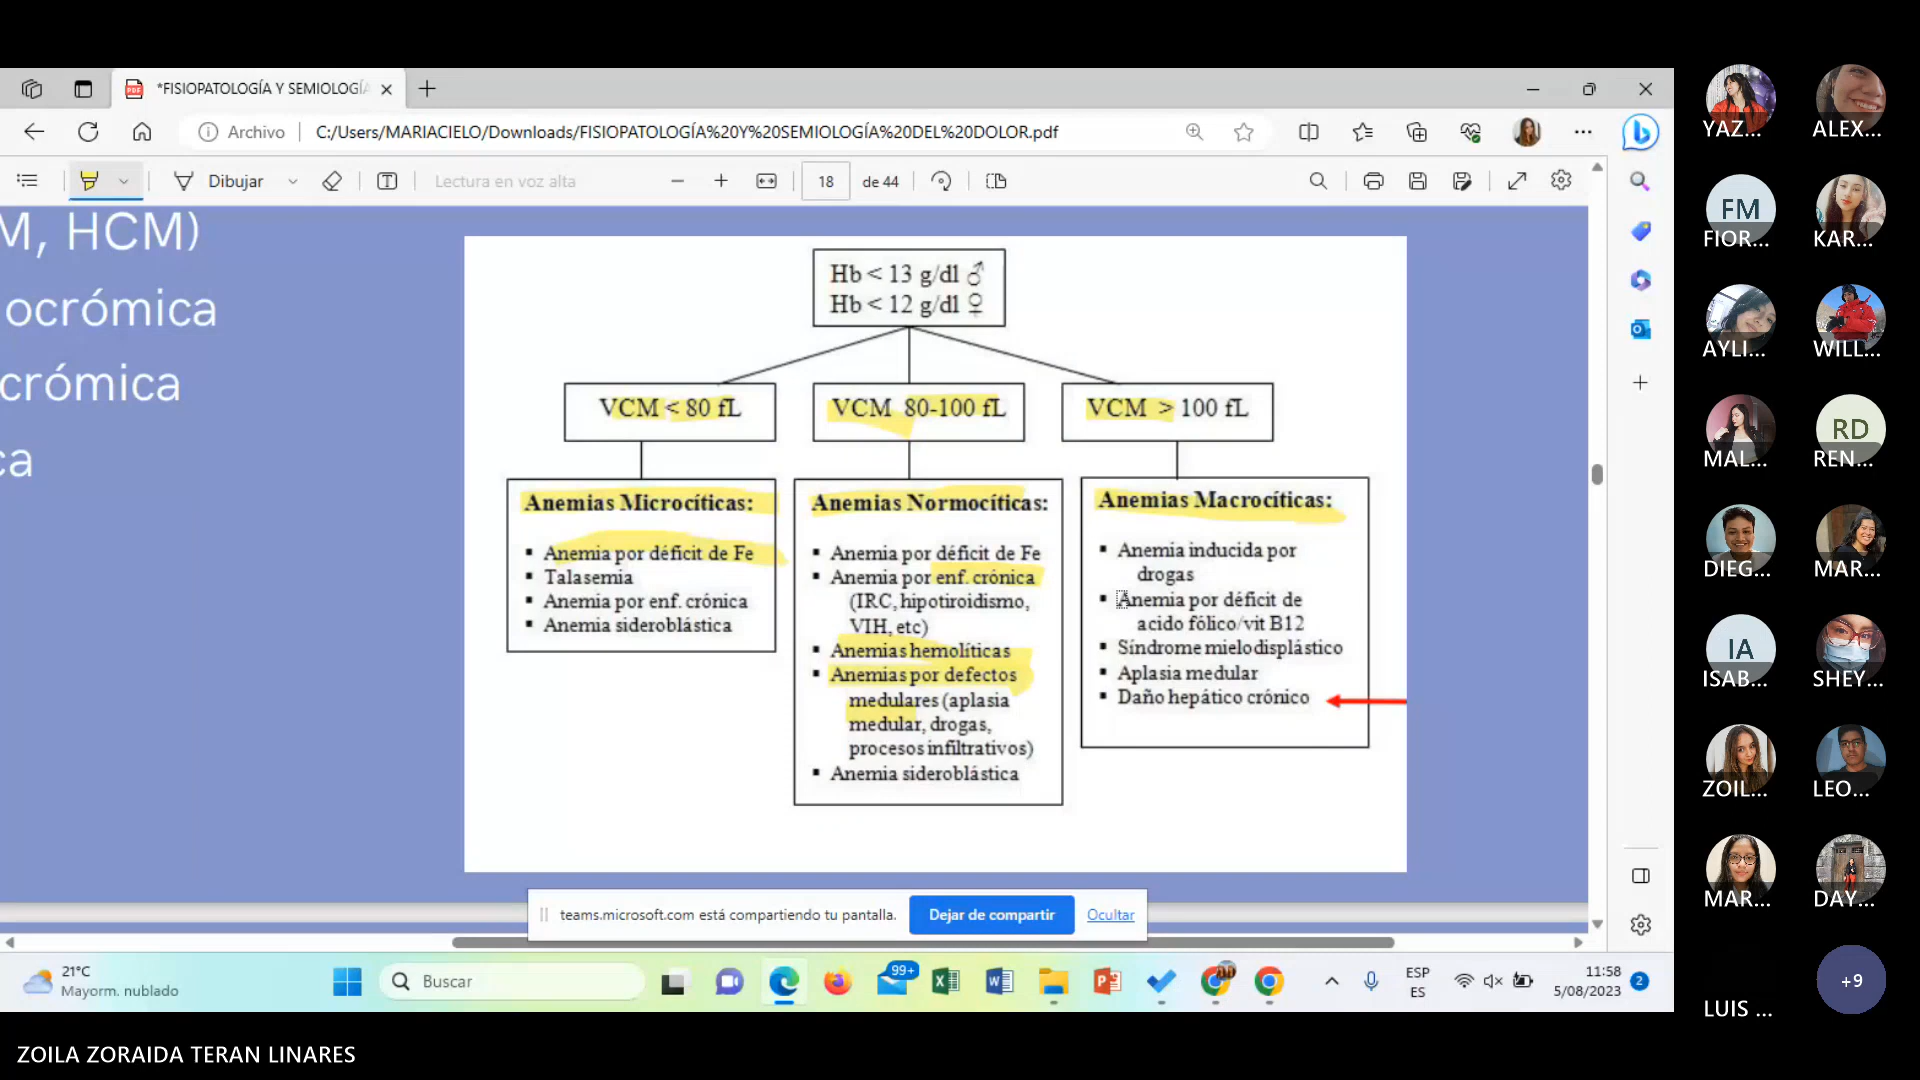 *FISIOPATOLOGÍA Y SEMIOLOGÍA
Archivo
C:/Users/MARIACIELO/Downloads/FISIOPATOLOGÍA%20Y%20SEMIOLOGÍA%20DEL%20DOLOR.pdf
Dibujar
Lectura en voz alta
18
de 44
M, HCM)
ocrómica
crómica
ca
Hb < 13 g/dl ♂
Hb < 12 g/dl ♀
VCM < 80 fL
VCM 80-100 fL
VCM > 100 fL
Anemias Microcíticas:
▪ Anemia por déficit de Fe
▪ Talasemia
▪ Anemia por enf. crónica
▪ Anemia sideroblástica
Anemias Normocíticas:
▪ Anemia por déficit de Fe
▪ Anemia por enf. crónica
(IRC, hipotiroidismo,
VIH, etc)
▪ Anemias hemolíticas
▪ Anemias por defectos
medulares (aplasia
medular, drogas,
procesos infiltrativos)
▪ Anemia sideroblástica
Anemias Macrocíticas:
▪ Anemia inducida por
drogas
▪ Anemia por déficit de
acido fólico/vit B12
▪ Síndrome mielodisplástico
▪ Aplasia medular
▪ Daño hepático crónico
teams.microsoft.com está compartiendo tu pantalla.
Dejar de compartir
Ocultar
21°C
Mayorm. nublado
Buscar
99+
ESP
ES
11:58
5/08/2023
2
YAZ...
ALEX...
FM
FIOR...
KAR...
AYLI...
WILL...
MAL...
RD
REN...
DIEG...
MAR...
IA
ISAB...
SHEY...
ZOIL...
LEO...
MAR...
DAY...
LUIS ...
+9
ZOILA ZORAIDA TERAN LINARES